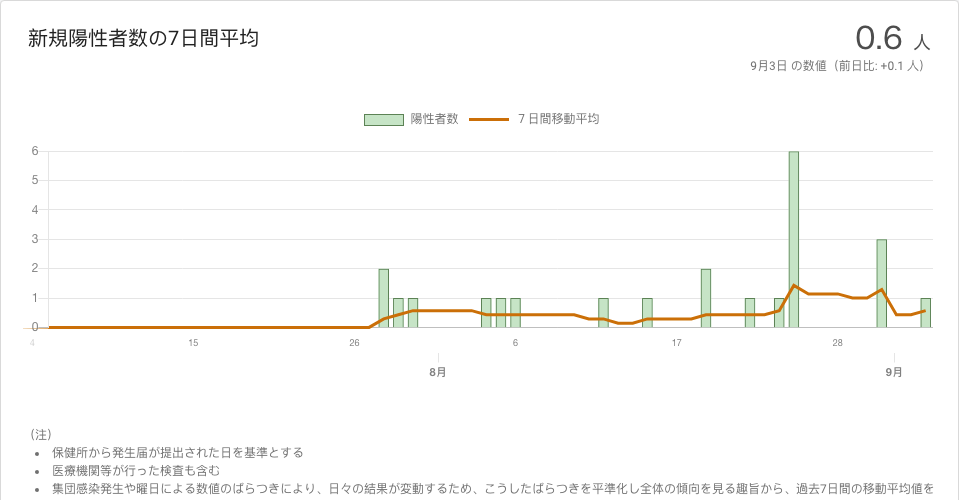 新規陽性者数の7日間平均
0.6 人
9月3日 の数値（前日比: +0.1 人）
陽性者数 7 日間移動平均
6
5
4
3
2
1
0
4 15 26 6 17 28
8月 9月
（注）
• 保健所から発生届が提出された日を基準とする
• 医療機関等が行った検査も含む
• 集団感染発生や曜日による数値のばらつきにより、日々の結果が変動するため、こうしたばらつきを平準化し全体の傾向を見る趣旨から、過去7日間の移動平均値を